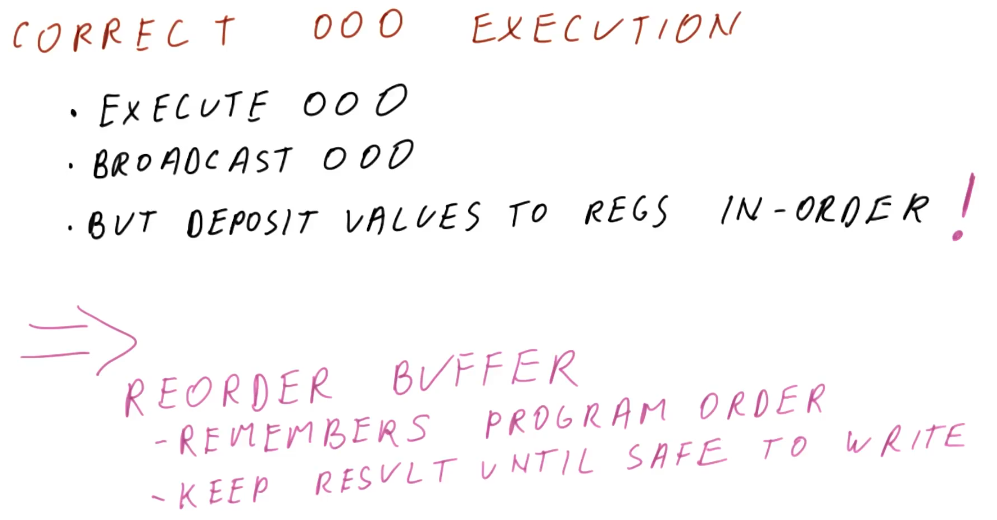 CORRECT OOO EXECUTION
· EXECUTE OOO
· BROADCAST OOO
· BUT DEPOSIT VALUES TO REGS IN-ORDER!
⇒
REORDER BUFFER
- REMEMBERS PROGRAM ORDER
- KEEP RESULT UNTIL SAFE TO WRITE